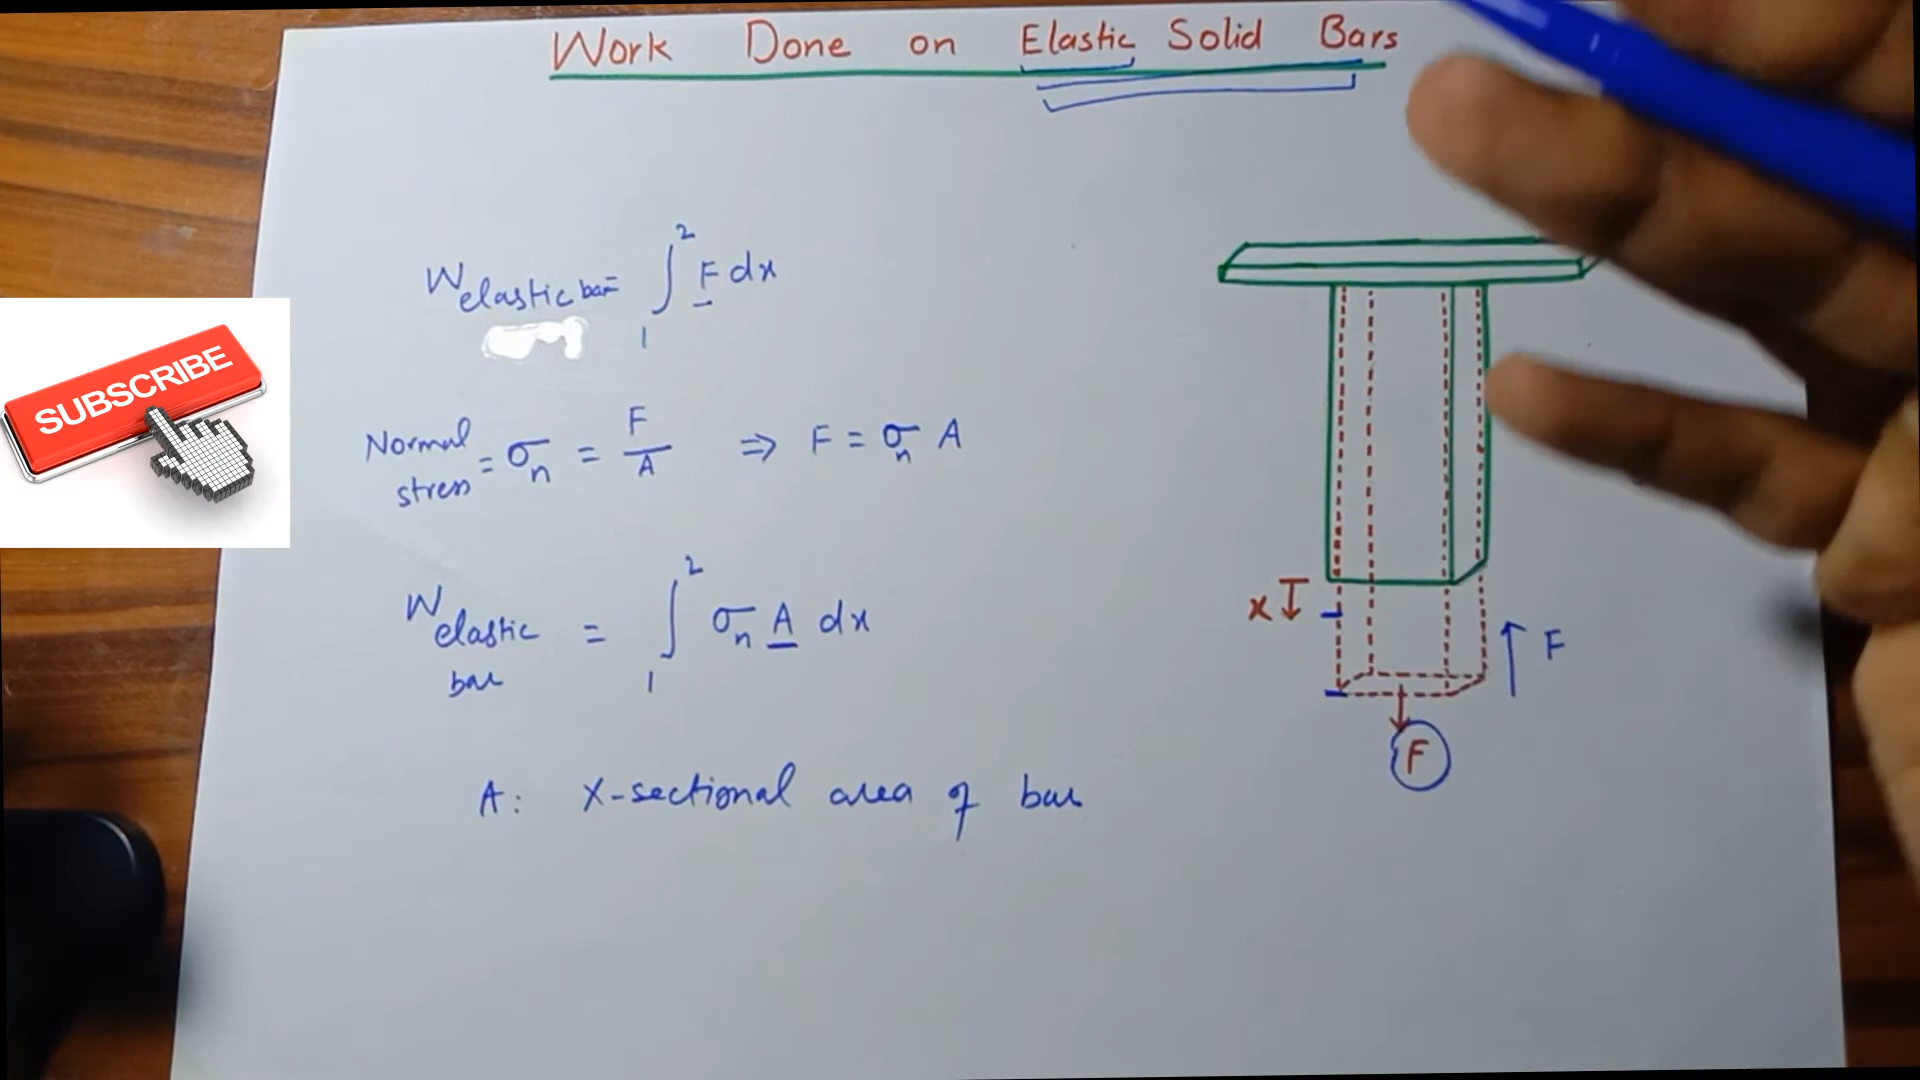 Work Done on Elastic Solid Bars
W elastic bar = ∫₁² F dx
SUBSCRIBE
Normal stress = σn = F/A ⇒ F = σn A
W elastic bar = ∫₁² σn A dx
x
F
F
A: X-sectional area of bar